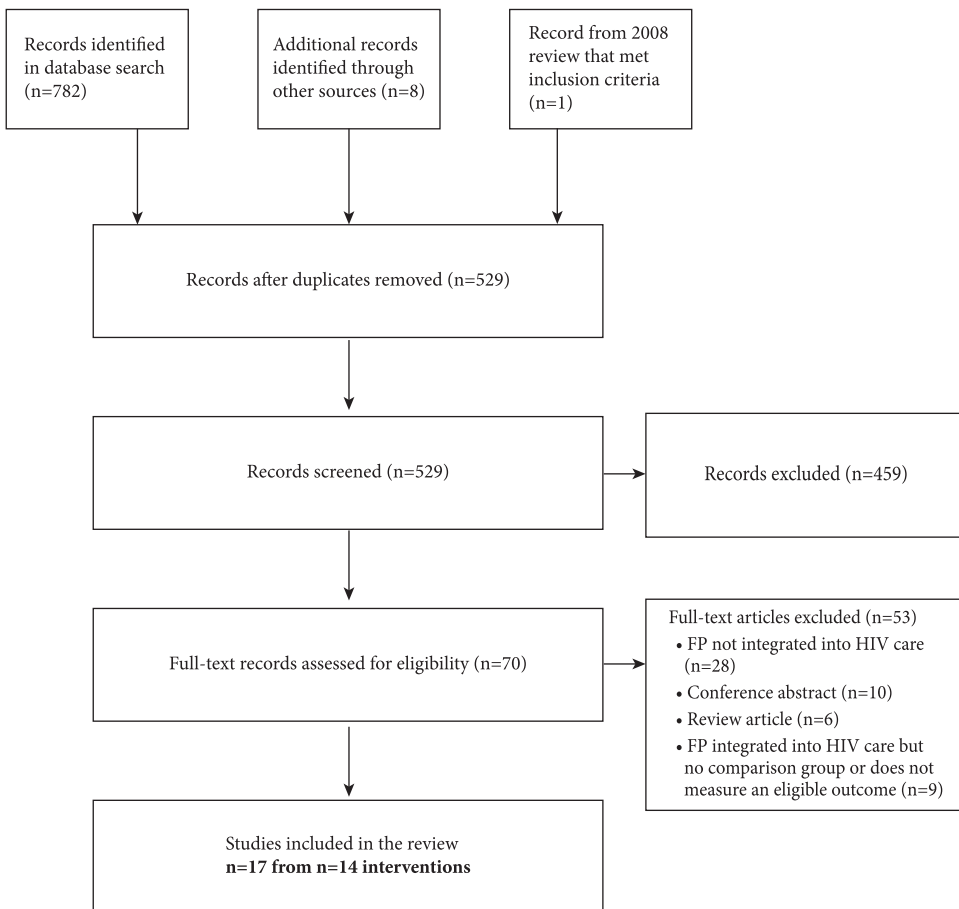 Records identified
in database search
(n=782)
Additional records
identified through
other sources (n=8)
Record from 2008
review that met
inclusion criteria
(n=1)
Records after duplicates removed (n=529)
Records screened (n=529)
Records excluded (n=459)
Full-text records assessed for eligibility (n=70)
Full-text articles excluded (n=53)
• FP not integrated into HIV care
(n=28)
• Conference abstract (n=10)
• Review article (n=6)
• FP integrated into HIV care but
no comparison group or does not
measure an eligible outcome (n=9)
Studies included in the review
n=17 from n=14 interventions